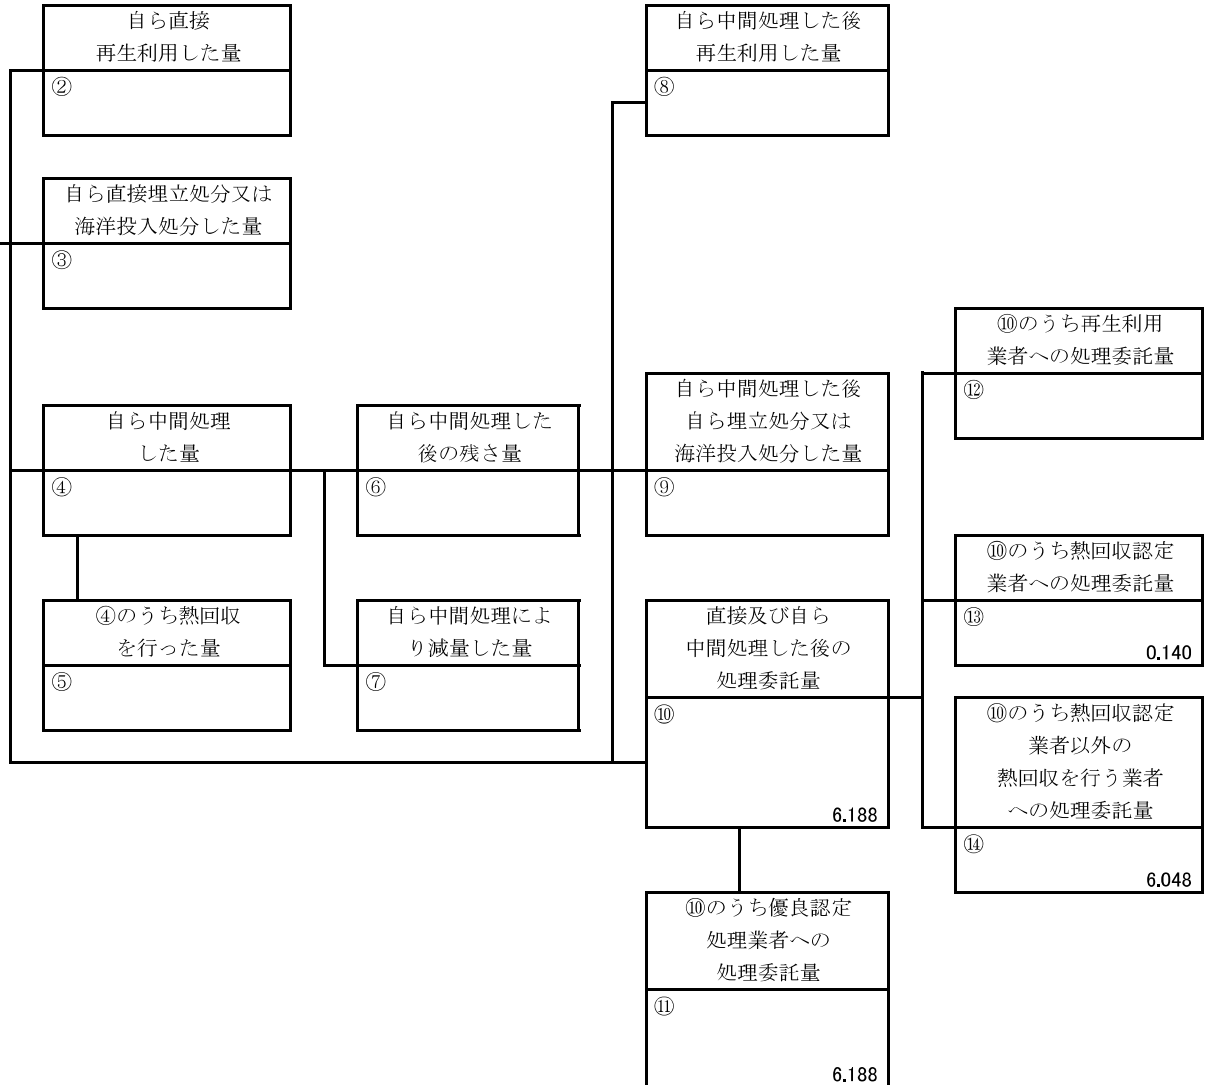 自ら直接
再生利用した量
②
自ら直接埋立処分又は
海洋投入処分した量
③
自ら中間処理
した量
④
④のうち熱回収
を行った量
⑤
自ら中間処理した
後の残さ量
⑥
自ら中間処理によ
り減量した量
⑦
自ら中間処理した後
再生利用した量
⑧
自ら中間処理した後
自ら埋立処分又は
海洋投入処分した量
⑨
直接及び自ら
中間処理した後の
処理委託量
⑩
6.188
⑩のうち優良認定
処理業者への
処理委託量
⑪
6.188
⑩のうち再生利用
業者への処理委託量
⑫
⑩のうち熱回収認定
業者への処理委託量
⑬
0.140
⑩のうち熱回収認定
業者以外の
熱回収を行う業者
への処理委託量
⑭
6.048